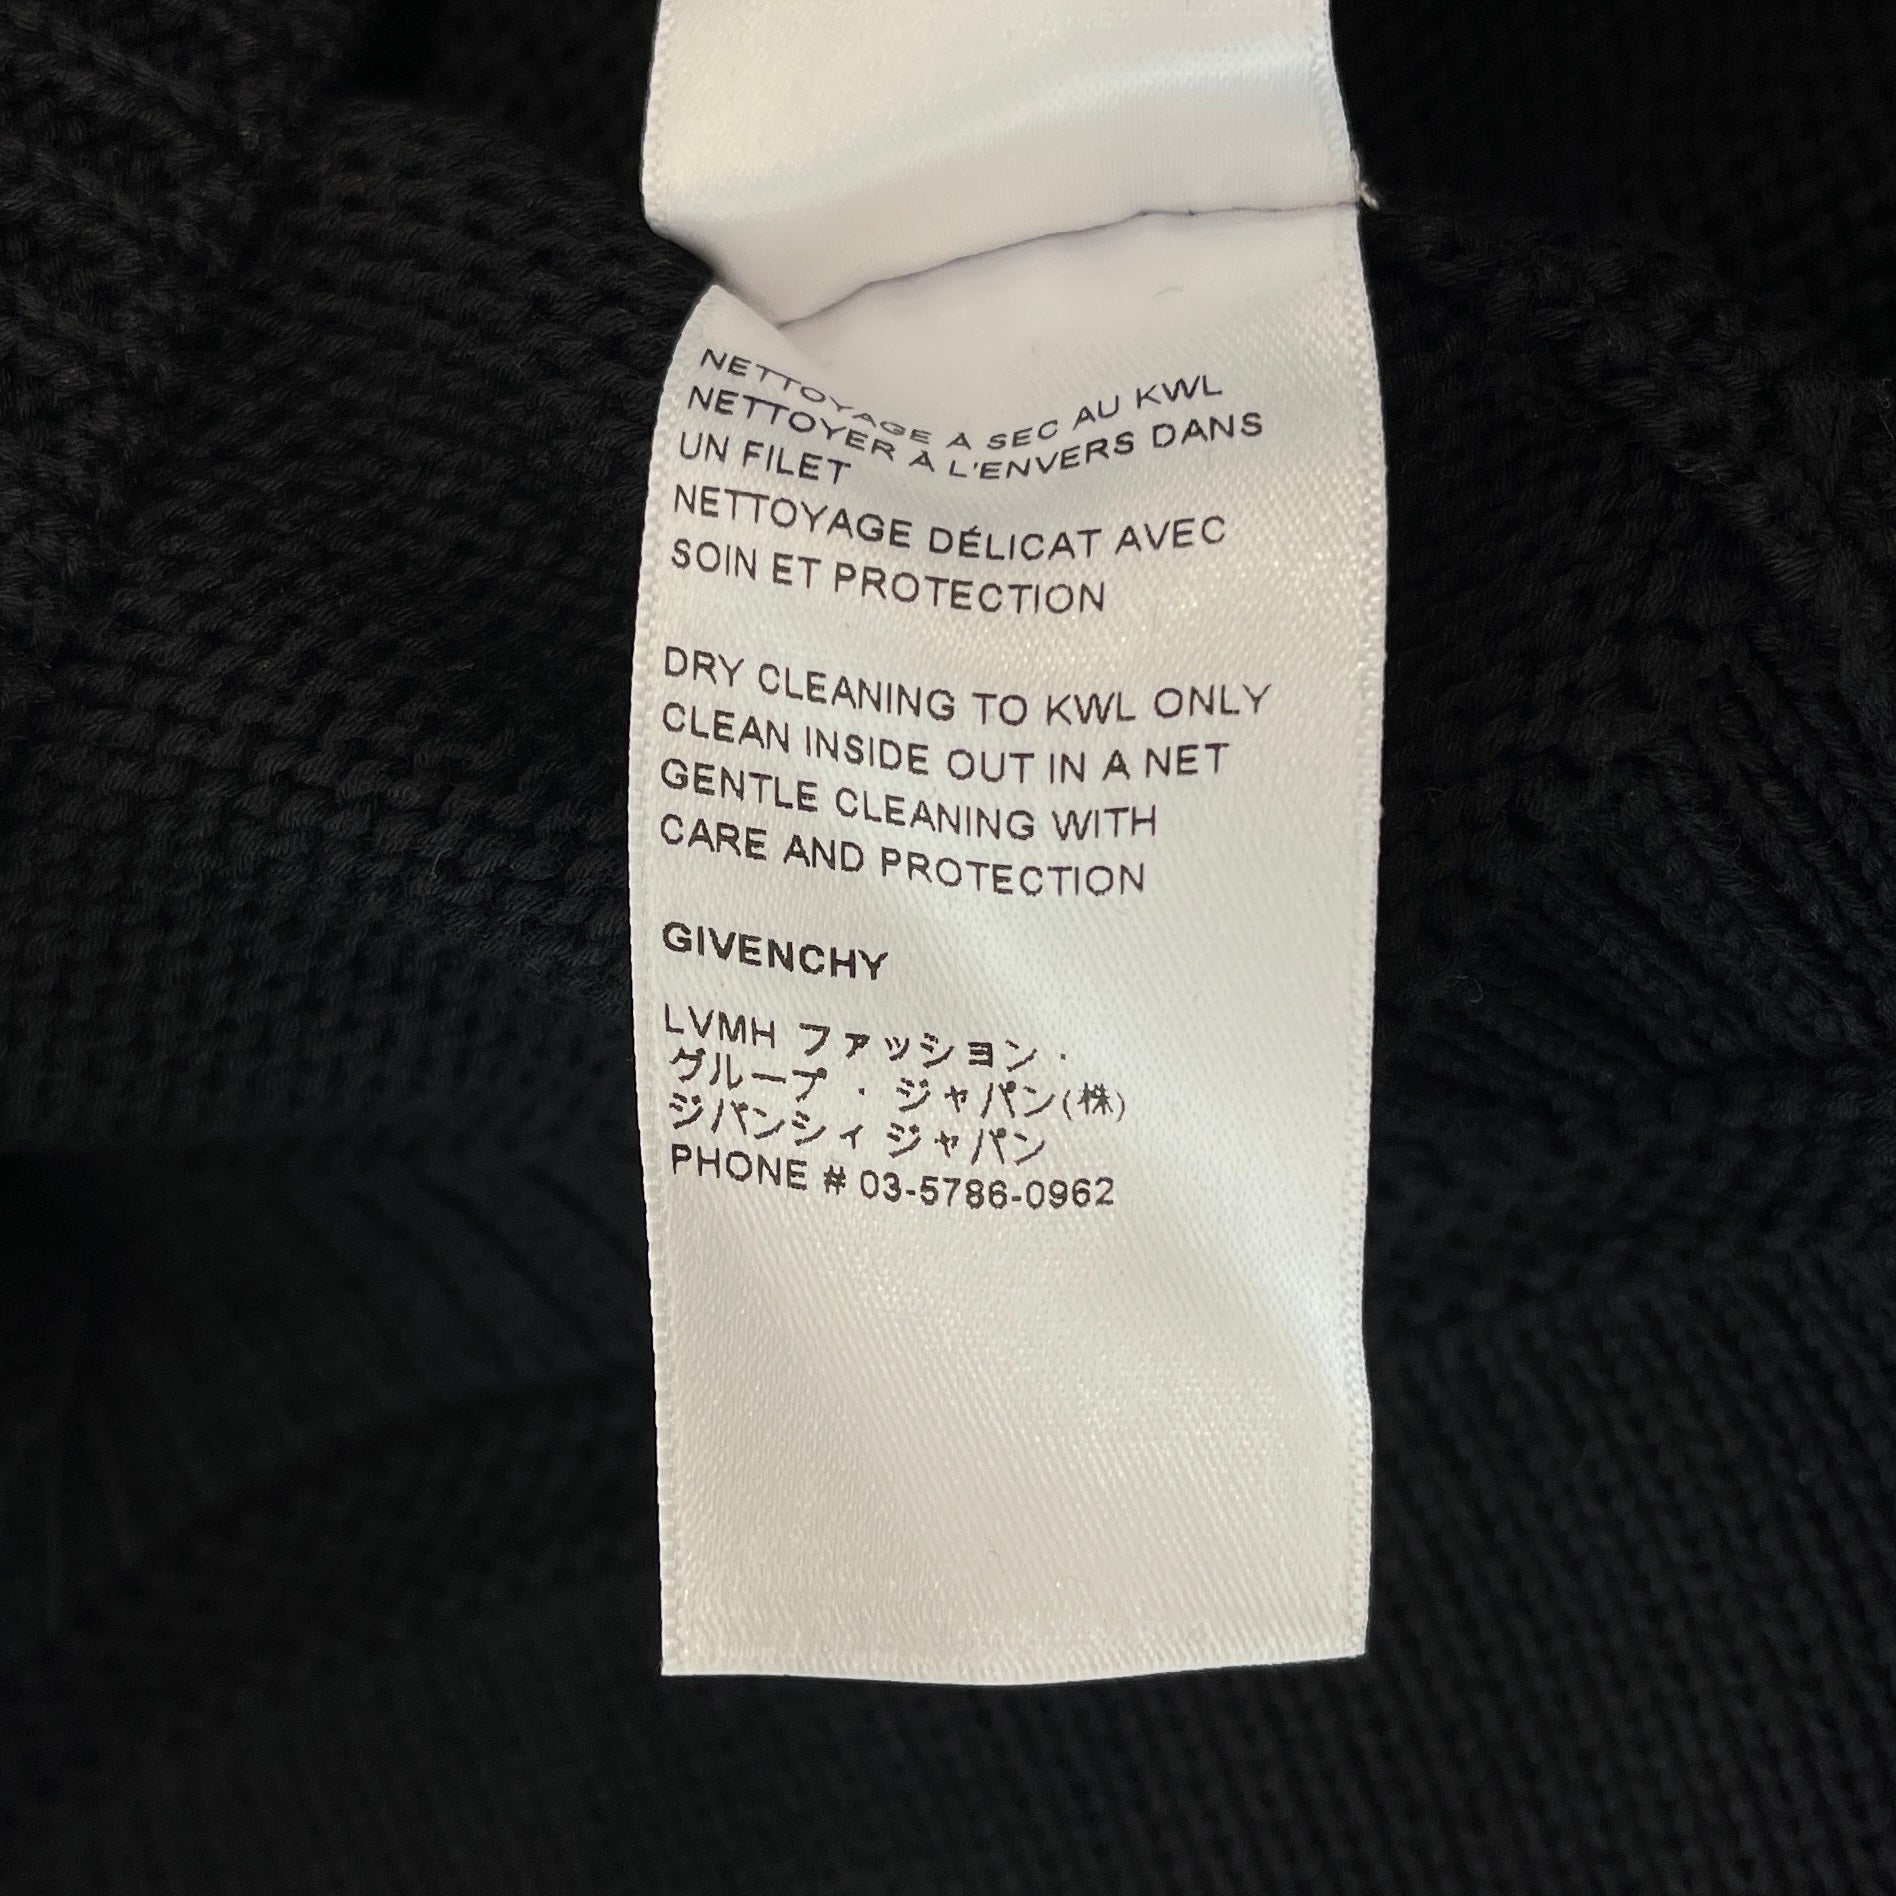 NETTOYAGE A SEC AU KWL
NETTOYER A L'ENVERS DANS
UN FILET
NETTOYAGE DÉLICAT AVEC
SOIN ET PROTECTION
DRY CLEANING TO KWL ONLY
CLEAN INSIDE OUT IN A NET
GENTLE CLEANING WITH
CARE AND PROTECTION
GIVENCHY
LVMH ファッション・
グループ・ジャパン(株)
ジバンシィ ジャパン
PHONE # 03-5786-0962